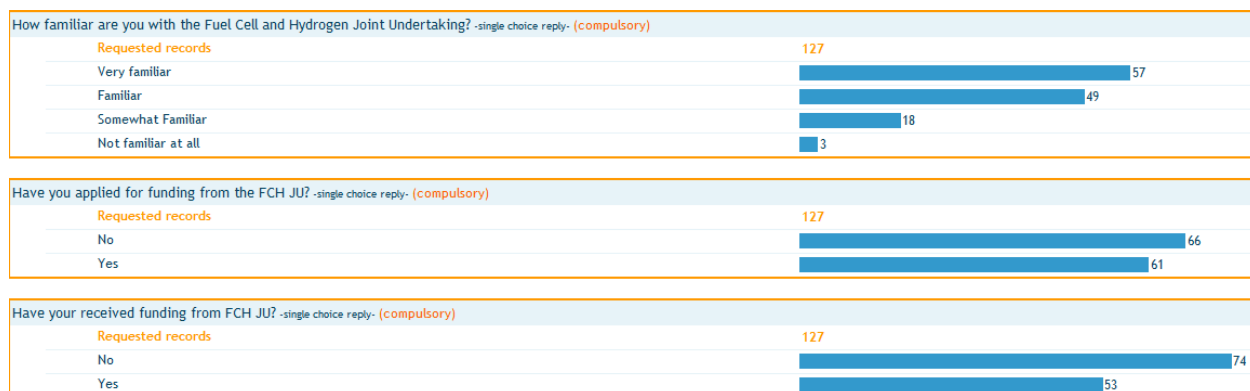 How familiar are you with the Fuel Cell and Hydrogen Joint Undertaking? -single choice reply- (compulsory)
Requested records 127
Very familiar 57
Familiar 49
Somewhat Familiar 18
Not familiar at all 3
Have you applied for funding from the FCH JU? -single choice reply- (compulsory)
Requested records 127
No 66
Yes 61
Have your received funding from FCH JU? -single choice reply- (compulsory)
Requested records 127
No 74
Yes 53